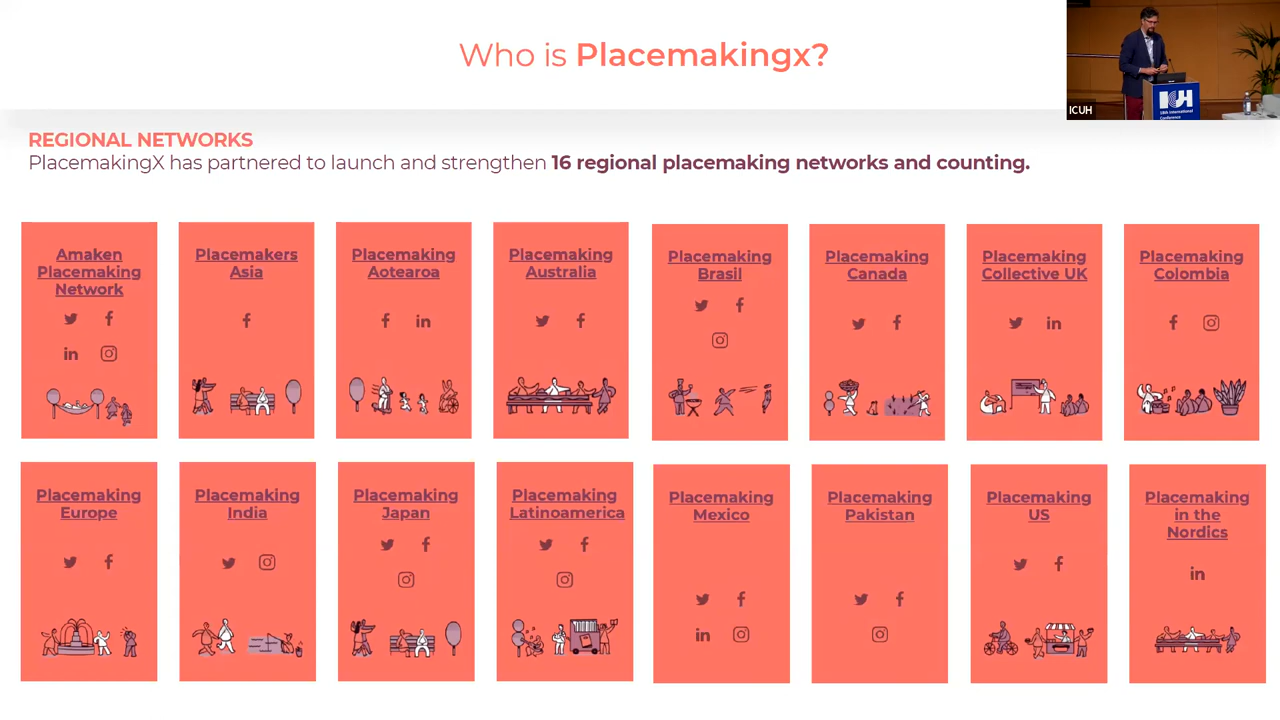 Who is Placemakingx?
ICUH
REGIONAL NETWORKS
PlacemakingX has partnered to launch and strengthen 16 regional placemaking networks and counting.
Amaken
Placemaking
Network
Placemakers
Asia
Placemaking
Aotearoa
Placemaking
Australia
Placemaking
Brasil
Placemaking
Canada
Placemaking
Collective UK
Placemaking
Colombia
Placemaking
Europe
Placemaking
India
Placemaking
Japan
Placemaking
Latinoamerica
Placemaking
Mexico
Placemaking
Pakistan
Placemaking
US
Placemaking
in the
Nordics